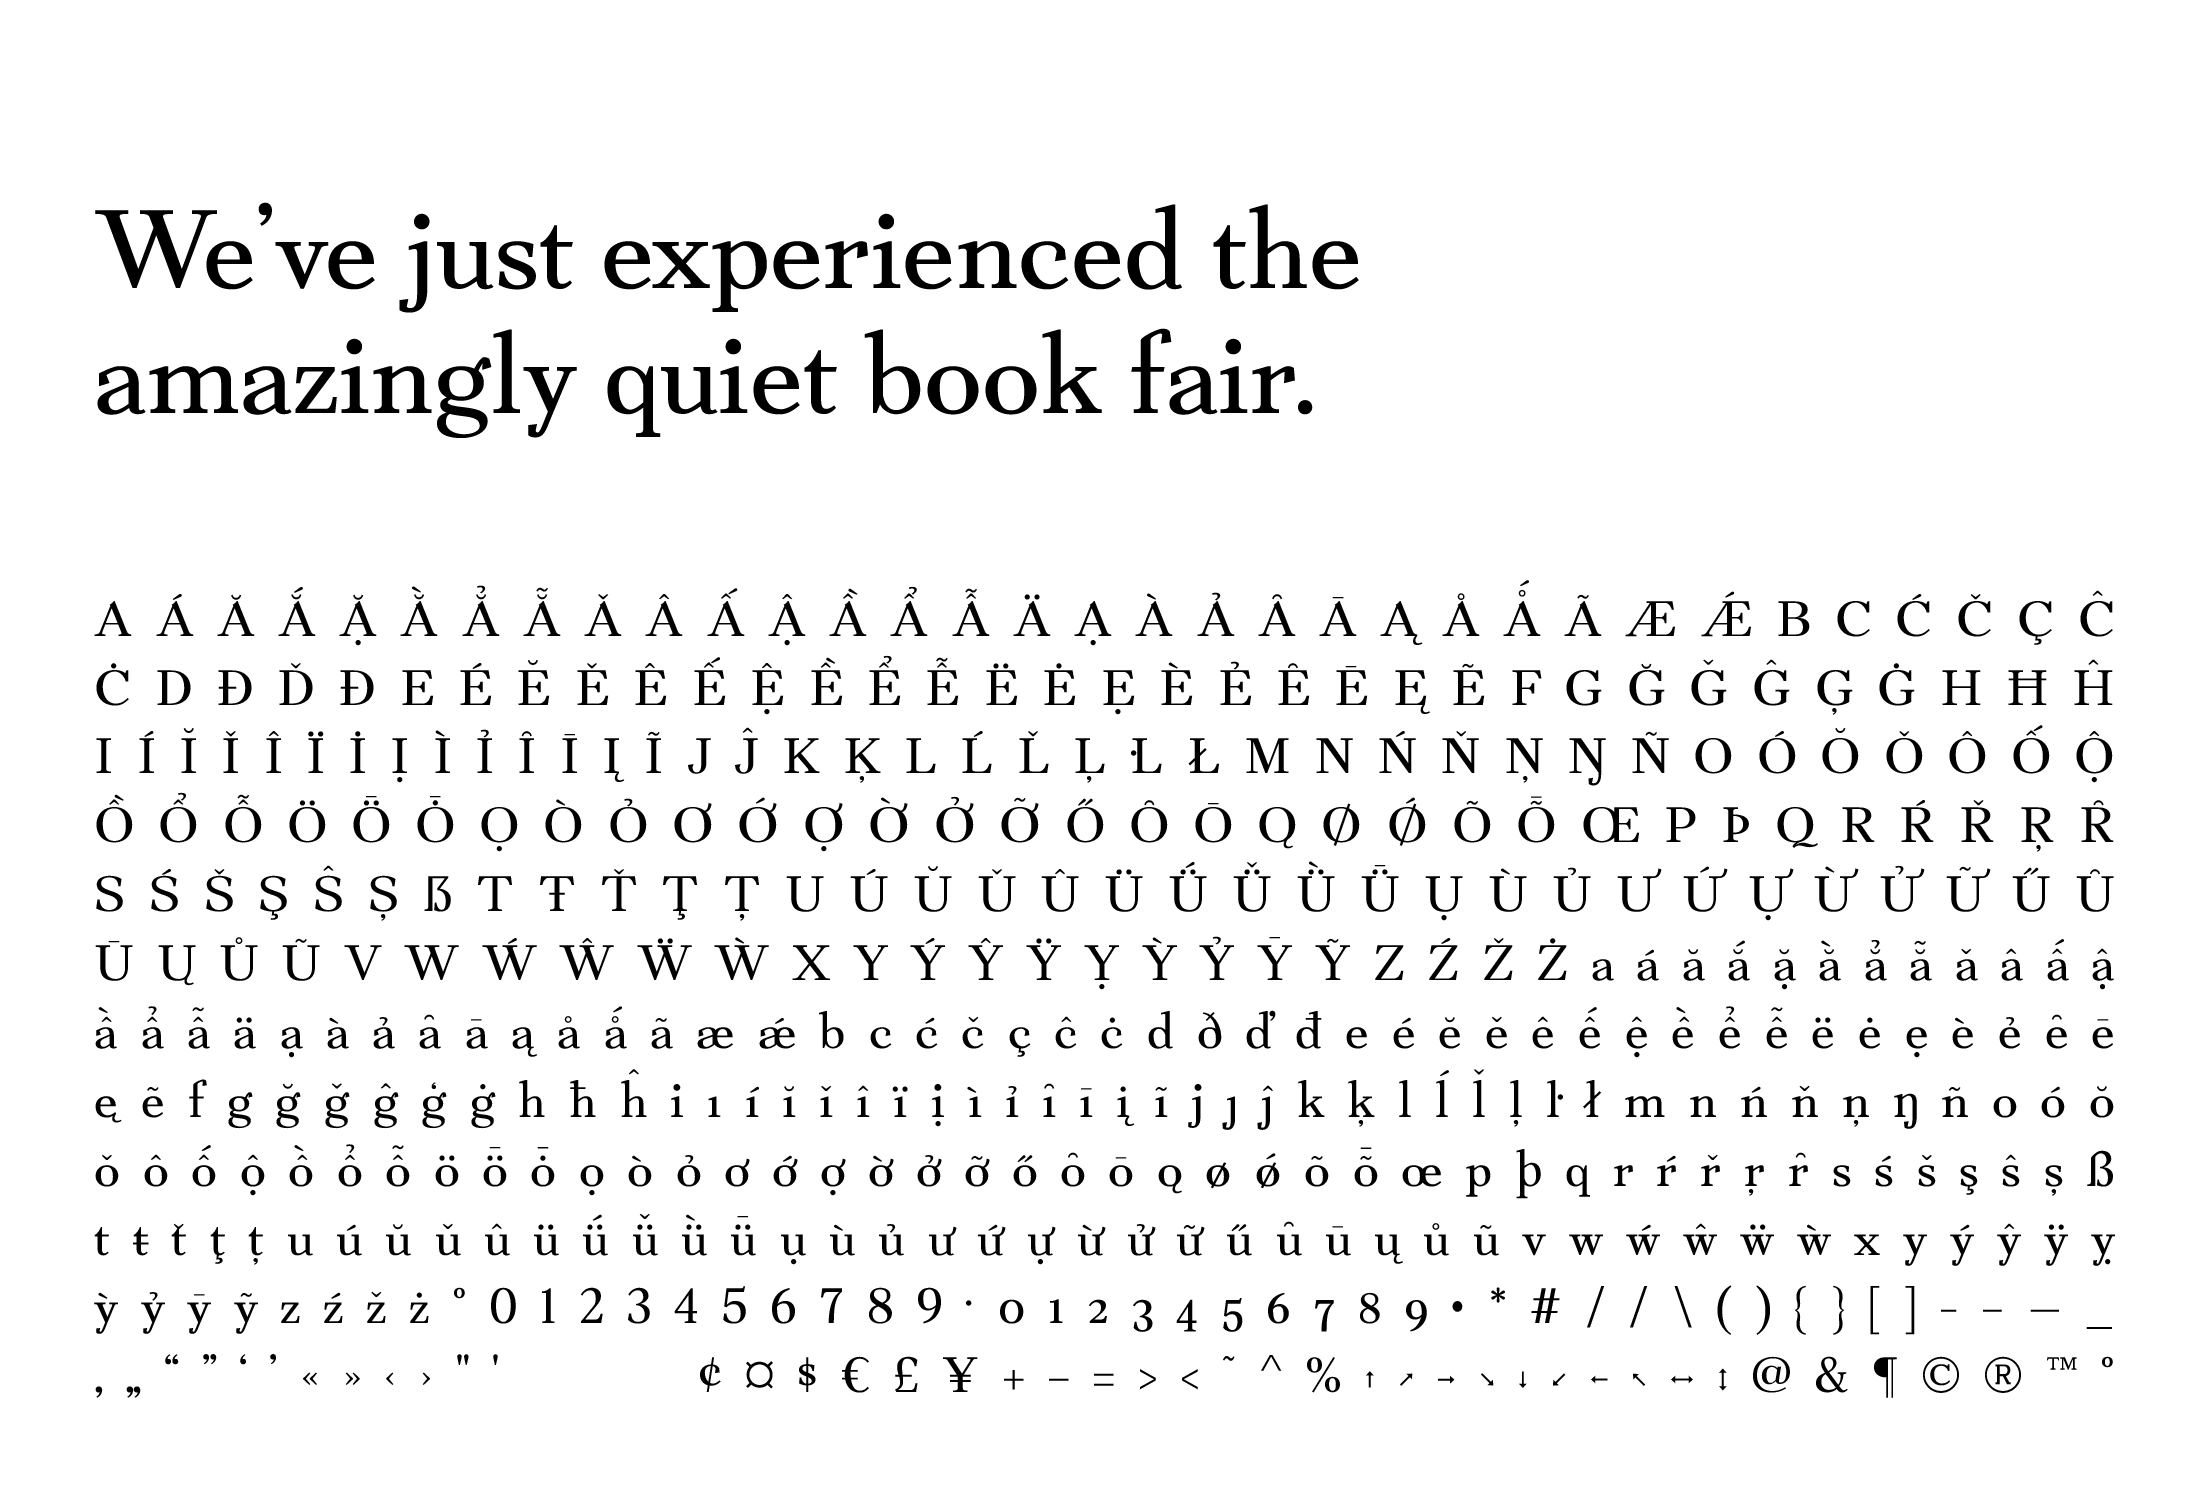 We’ve just experienced the
amazingly quiet book fair.
A Á Ă Ắ Ặ Ằ Ẳ Ẵ Ǎ Â Ấ Ậ Ầ Ẩ Ẫ Ä Ạ À Ả Ȃ Ā Ą Å Ǻ Ã Æ Ǽ B C Ć Č Ç Ĉ
Ċ D Ð Ď Đ E É Ĕ Ě Ê Ế Ệ Ề Ể Ễ Ë Ė Ẹ È Ẻ Ȇ Ē Ę Ẽ F G Ğ Ǧ Ĝ Ģ Ġ H Ħ Ĥ
I Í Ĭ Ǐ Î Ï İ Ị Ì Ỉ Ȋ Ī Į Ĩ J Ĵ K Ķ L Ĺ Ľ Ļ Ŀ Ł M N Ń Ň Ņ Ŋ Ñ O Ó Ŏ Ǒ Ô Ố Ộ
Ồ Ổ Ỗ Ö Ȫ Ȱ Ọ Ò Ỏ Ơ Ớ Ợ Ờ Ở Ỡ Ő Ȏ Ō Ǫ Ø Ǿ Õ Ȭ Œ P Þ Q R Ŕ Ř Ŗ Ȓ
S Ś Š Ş Ŝ Ș ẞ T Ŧ Ť Ţ Ț U Ú Ŭ Ǔ Û Ü Ǘ Ǚ Ǜ Ǖ Ụ Ù Ủ Ư Ứ Ự Ừ Ử Ữ Ű Ȗ
Ū Ų Ů Ũ V W Ẃ Ŵ Ẅ Ẁ X Y Ý Ŷ Ÿ Ỵ Ỳ Ỷ Ȳ Ỹ Z Ź Ž Ż a á ă ắ ặ ằ ẳ ẵ ǎ â ấ ậ
ầ ẩ ẫ ä ạ à ả ȃ ā ą å ǻ ã æ ǽ b c ć č ç ĉ ċ d ð ď đ e é ĕ ě ê ế ệ ề ể ễ ë ė ẹ è ẻ ȇ ē
ę ẽ f g ğ ǧ ĝ ģ ġ h ħ ĥ i ı í ĭ ǐ î ï ị ì ỉ ȋ ī į ĩ j ȷ ĵ k ķ l ĺ ľ ļ ŀ ł m n ń ň ņ ŋ ñ o ó ŏ
ǒ ô ố ộ ồ ổ ỗ ö ȫ ȱ ọ ò ỏ ơ ớ ợ ờ ở ỡ ő ȏ ō ǫ ø ǿ õ ȭ œ p þ q r ŕ ř ŗ ȓ s ś š ş ŝ ș ß
t ŧ ť ţ ț u ú ŭ ǔ û ü ǘ ǚ ǜ ǖ ụ ù ủ ư ứ ự ừ ử ữ ű ȗ ū ų ů ũ v w ẃ ŵ ẅ ẁ x y ý ŷ ÿ ỵ
ỳ ỷ ȳ ỹ z ź ž ż ° 0 1 2 3 4 5 6 7 8 9 · 0 1 2 3 4 5 6 7 8 9 • * # / / \ ( ) { } [ ] - – — _
‚ „ “ ” ‘ ’ « » ‹ › " ' ¢ ¤ $ € £ ¥ + − = > < ~ ^ % ↑ ↗ → ↘ ↓ ↙ ← ↖ ↔ ↕ @ & ¶ © ® ™ °